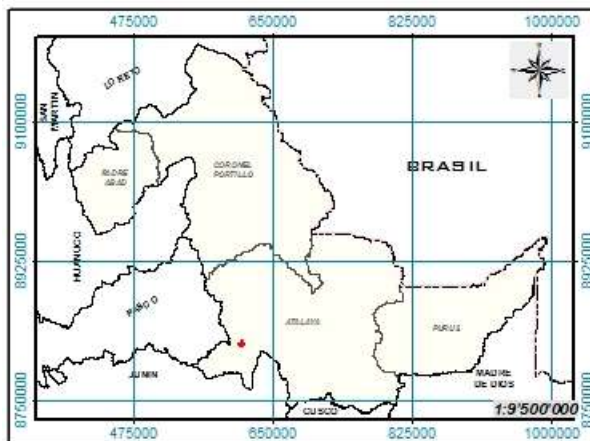 475000 650000 825000 1000000
LORETO
SAN MARTIN
9100000 9100000
PADRE ABAD
CORONEL PORTILLO
BRASIL
HUANUCO
8925000 8925000
PASCO
ATALAYA
PURUS
JUNIN
MADRE DE DIOS
CUSCO
1:9'500'000
8750000 8750000
475000 650000 825000 1000000